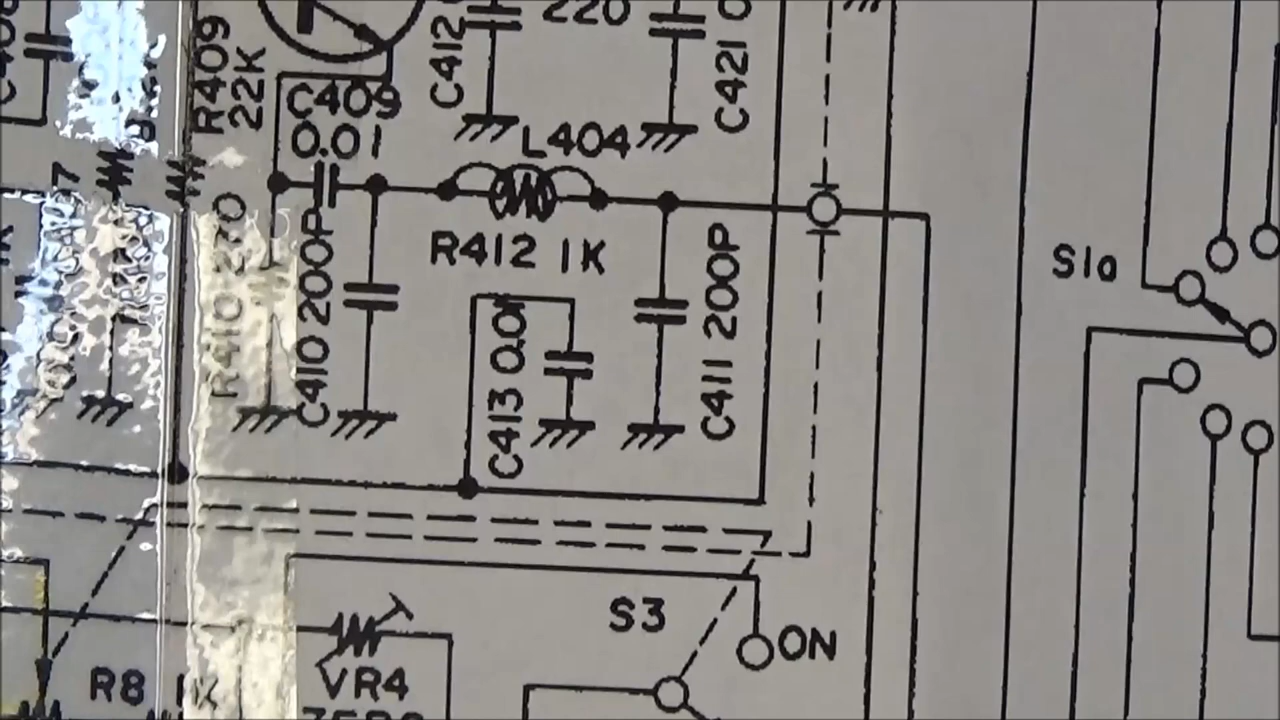 220
C412
C421
R409
22K
C409
0.01
L404
R412 1K
R410 270
C410 200P
C413 0.01
C411 200P
S1a
S3
ON
VR4
R8 1K